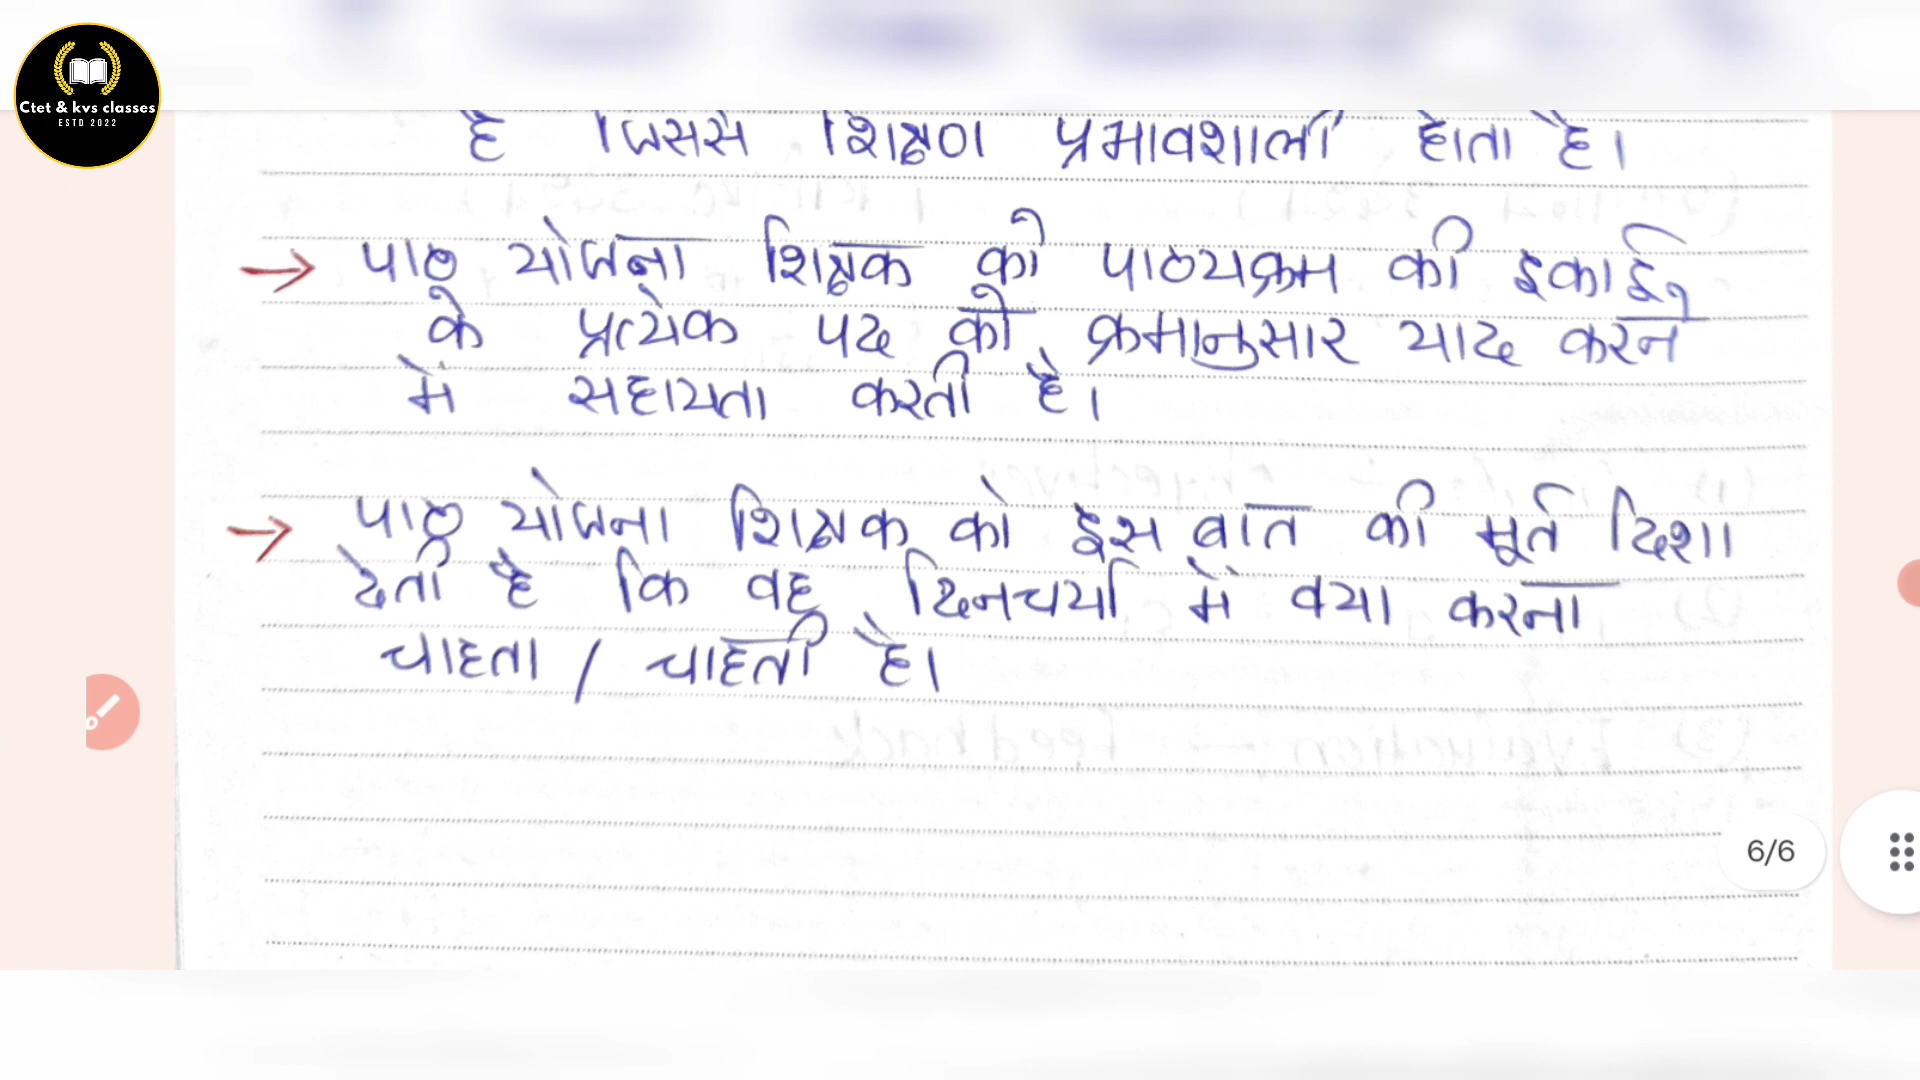 Ctet & kvs classes
ESTD 2022
है जिससे शिक्षण प्रभावशाली होता है।
→ पाठ योजना शिक्षक को पाठ्यक्रम की इकाई
के प्रत्येक पद को क्रमानुसार याद करने
में सहायता करती है।
→ पाठ योजना शिक्षक को इस बात की मूर्त दिशा
देती है कि वह दिनचर्या में क्या करना
चाहता / चाहती है।
6/6